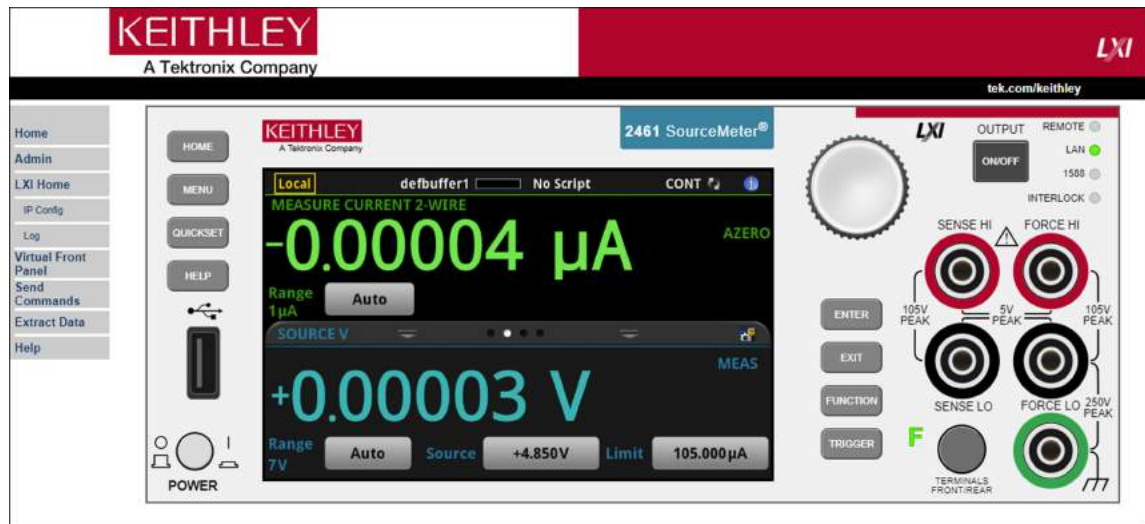 KEITHLEY
A Tektronix Company
LXI
tek.com/keithley
Home
Admin
LXI Home
IP Config
Log
Virtual Front
Panel
Send
Commands
Extract Data
Help
HOME
MENU
QUICKSET
HELP
POWER
KEITHLEY
A Tektronix Company
2461 SourceMeter®
Local
defbuffer1
No Script
CONT
MEASURE CURRENT 2-WIRE
-0.00004 µA
AZERO
Range
1µA
Auto
SOURCE V
MEAS
+0.00003 V
Range
7V
Auto
Source
+4.850V
Limit
105.000µA
LXI
OUTPUT
ON/OFF
REMOTE
LAN
1588
INTERLOCK
SENSE HI
FORCE HI
105V
PEAK
5V
PEAK
105V
PEAK
ENTER
EXIT
FUNCTION
TRIGGER
SENSE LO
FORCE LO
250V
PEAK
F
TERMINALS
FRONT/REAR